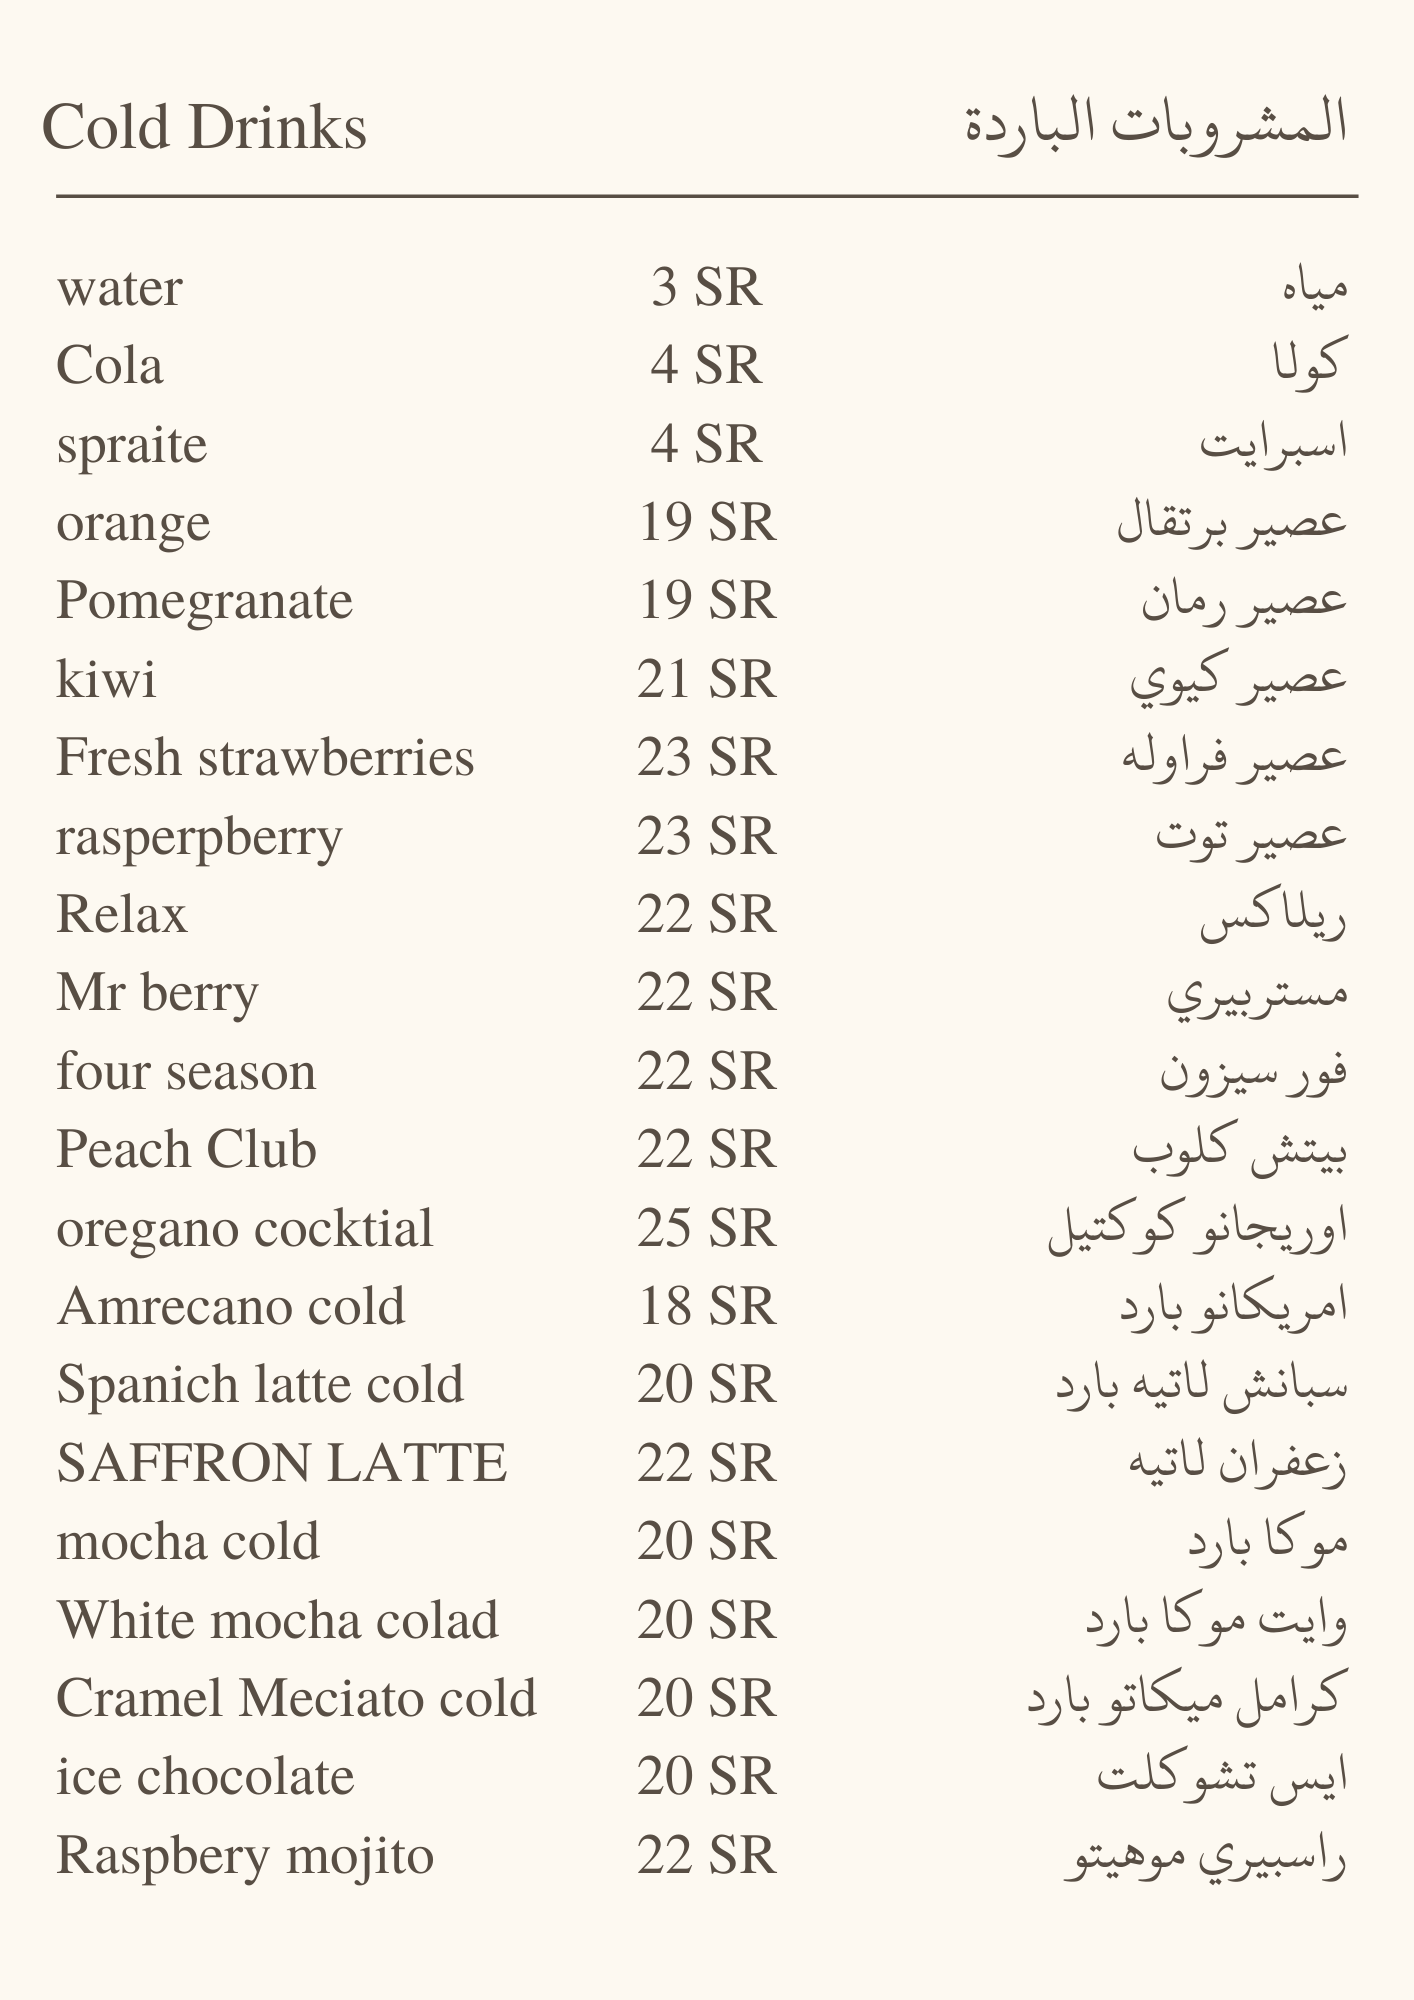 Cold Drinks المشروبات الباردة
water 3 SR مياه
Cola 4 SR كولا
spraite 4 SR اسبرايت
orange 19 SR عصير برتقال
Pomegranate 19 SR عصير رمان
kiwi 21 SR عصير كيوي
Fresh strawberries 23 SR عصير فراوله
rasperpberry 23 SR عصير توت
Relax 22 SR ريلاكس
Mr berry 22 SR مستربيري
four season 22 SR فور سيزون
Peach Club 22 SR بيتش كلوب
oregano cocktial 25 SR اوريجانو كوكتيل
Amrecano cold 18 SR امريكانو بارد
Spanich latte cold 20 SR سبانش لاتيه بارد
SAFFRON LATTE 22 SR زعفران لاتيه
mocha cold 20 SR موكا بارد
White mocha colad 20 SR وايت موكا بارد
Cramel Meciato cold 20 SR كرامل ميكاتو بارد
ice chocolate 20 SR ايس تشوكلت
Raspbery mojito 22 SR راسبيري موهيتو